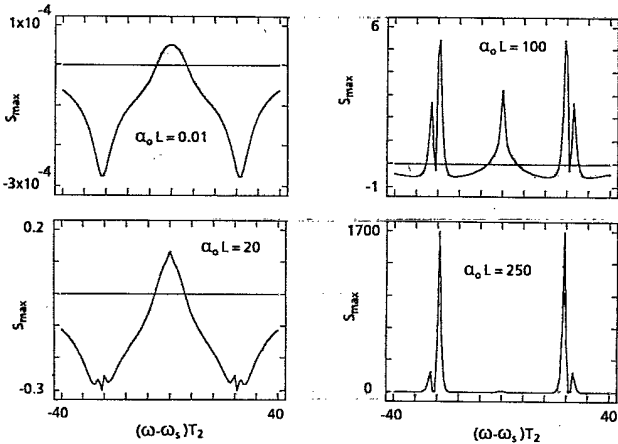 1x10⁻⁴
S_max
α₀L = 0.01
-3x10⁻⁴
6
S_max
α₀L = 100
-1
0.2
S_max
α₀L = 20
-0.3
-40
(ω-ω_s)T₂
40
1700
S_max
α₀L = 250
0
-40
(ω-ω_s)T₂
40